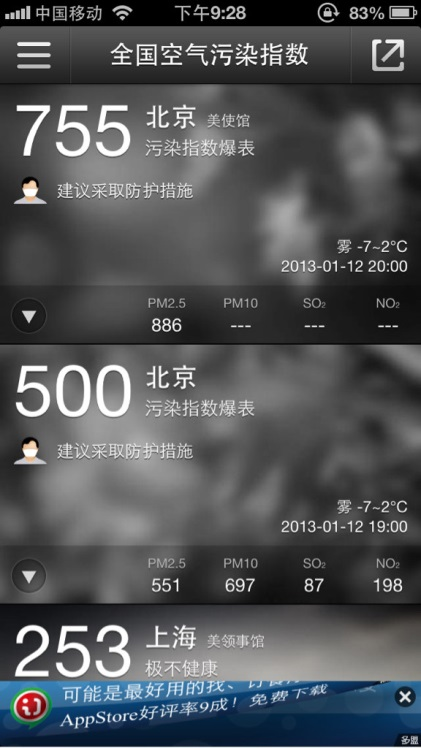 中国移动 下午9:28 83%
全国空气污染指数
755 北京 美使馆
污染指数爆表
建议采取防护措施
雾 -7~2°C
2013-01-12 20:00
PM2.5 PM10 SO₂ NO₂
886 --- --- ---
500 北京
污染指数爆表
建议采取防护措施
雾 -7~2°C
2013-01-12 19:00
PM2.5 PM10 SO₂ NO₂
551 697 87 198
253 上海 美领事馆
极不健康
可能是最好用的找、订
AppStore好评率9成！免费下载
多盟